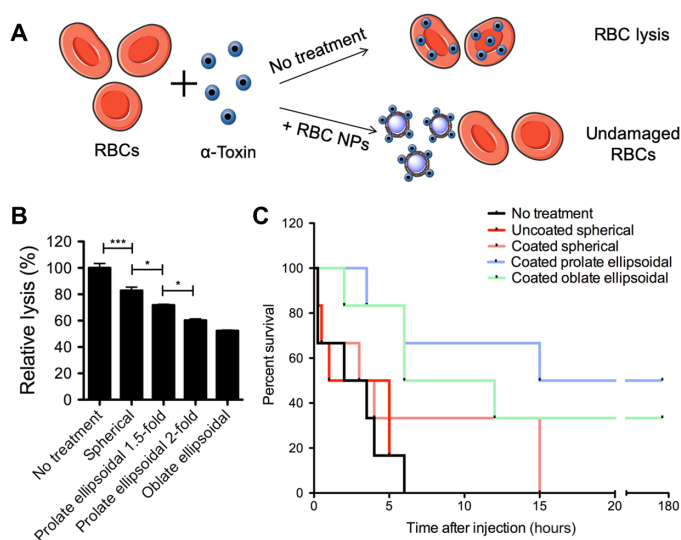 A
No treatment
RBC lysis
+
RBCs
α-Toxin
+ RBC NPs
Undamaged
RBCs
B
Relative lysis (%)
120
100
80
60
40
20
0
***
*
*
No treatment
Spherical
Prolate ellipsoidal 1.5-fold
Prolate ellipsoidal 2-fold
Oblate ellipsoidal
C
No treatment
Uncoated spherical
Coated spherical
Coated prolate ellipsoidal
Coated oblate ellipsoidal
Percent survival
120
100
80
60
40
20
0
0 5 10 15 20 180
Time after injection (hours)